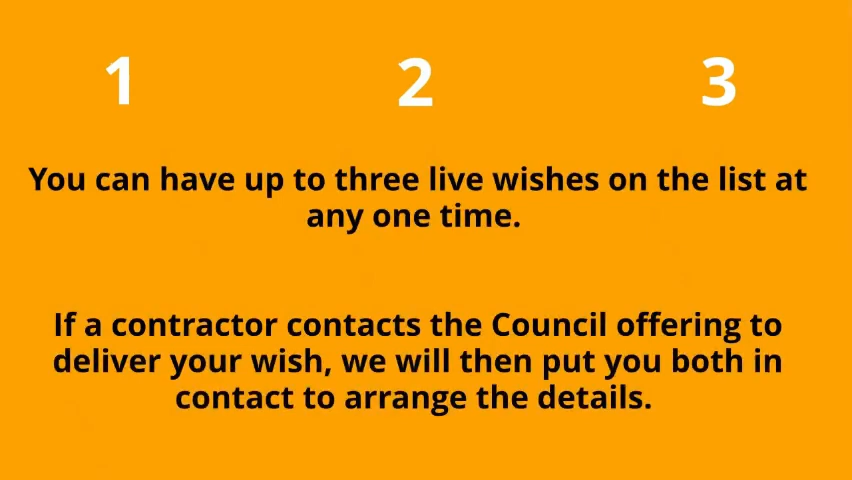 1 2 3
You can have up to three live wishes on the list at
any one time.
If a contractor contacts the Council offering to
deliver your wish, we will then put you both in
contact to arrange the details.